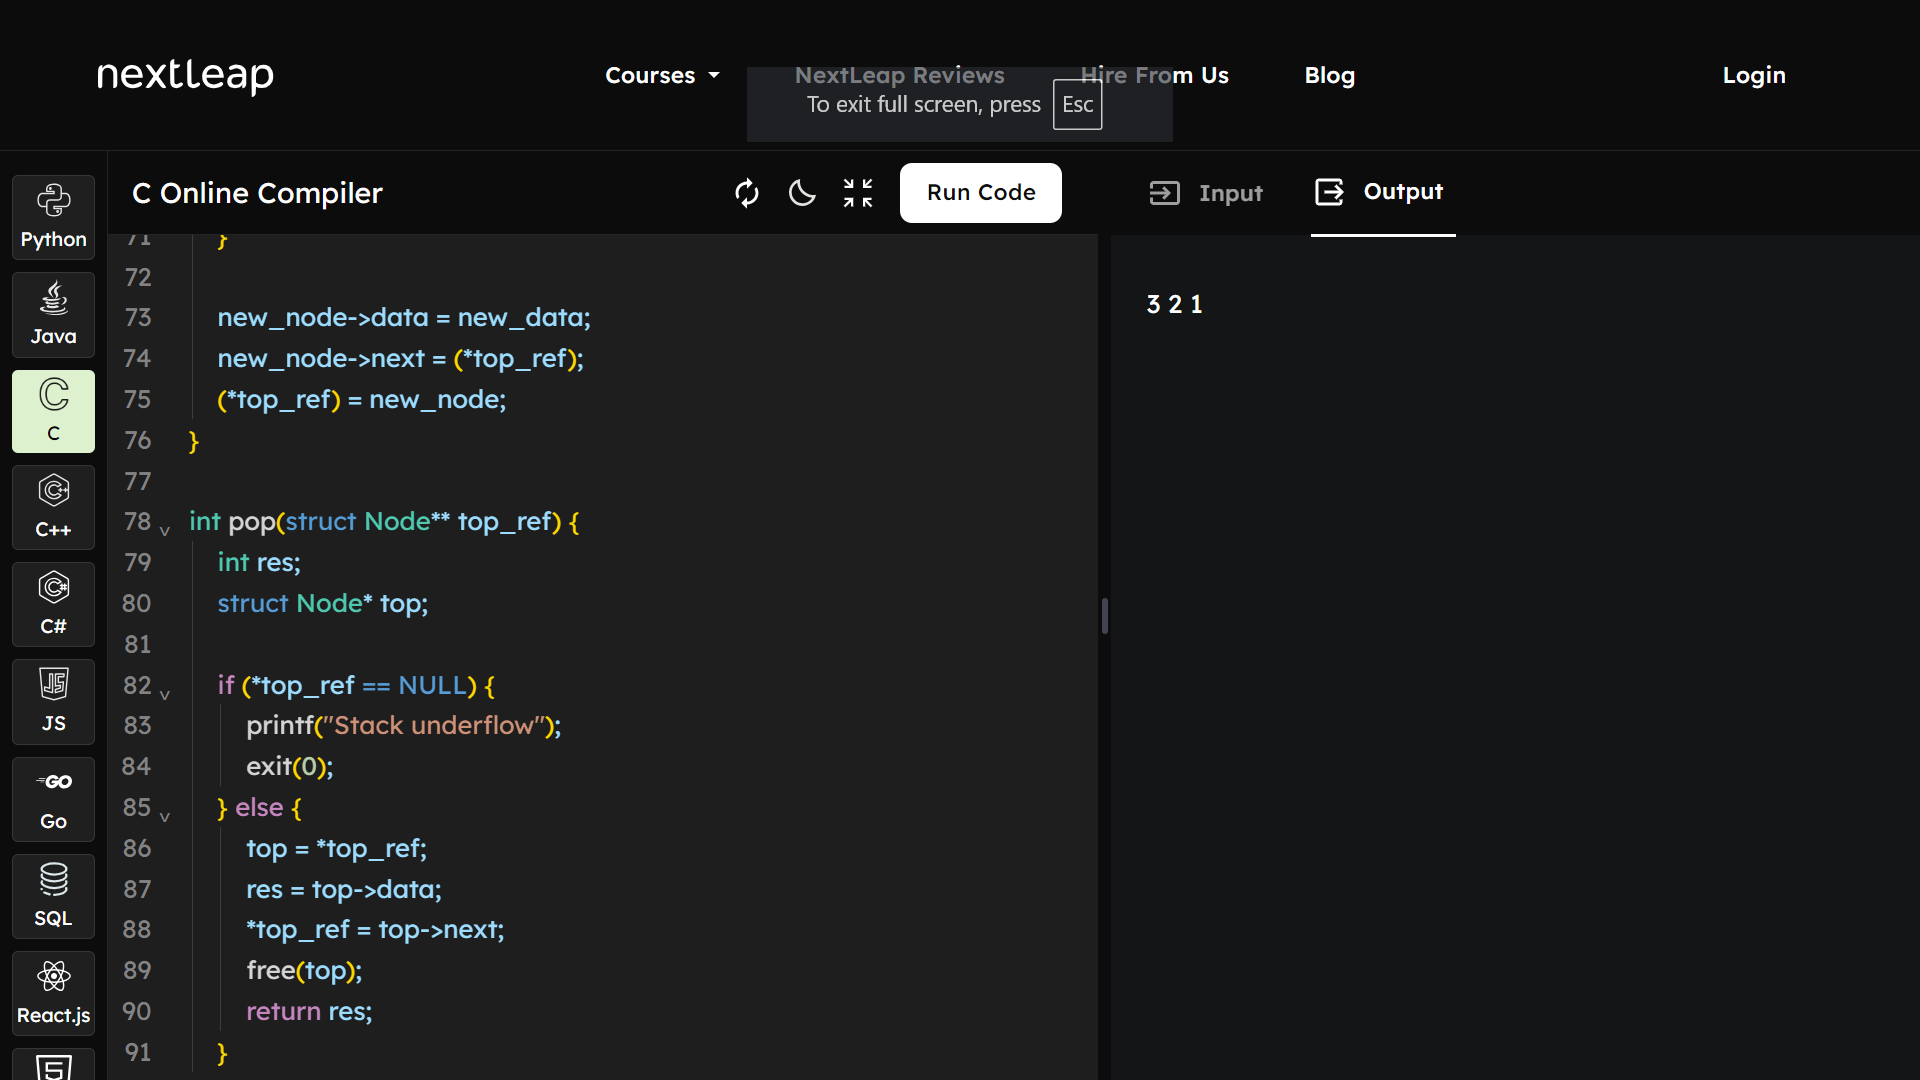 nextleap
Courses
NextLeap Reviews
Hire From Us
Blog
Login
To exit full screen, press Esc
Python
Java
C
C++
C#
JS
GO
Go
SQL
React.js
C Online Compiler
Run Code
71 }
72
73 new_node->data = new_data;
74 new_node->next = (*top_ref);
75 (*top_ref) = new_node;
76 }
77
78 int pop(struct Node** top_ref) {
79 int res;
80 struct Node* top;
81
82 if (*top_ref == NULL) {
83 printf("Stack underflow");
84 exit(0);
85 } else {
86 top = *top_ref;
87 res = top->data;
88 *top_ref = top->next;
89 free(top);
90 return res;
91 }
Input
Output
3 2 1